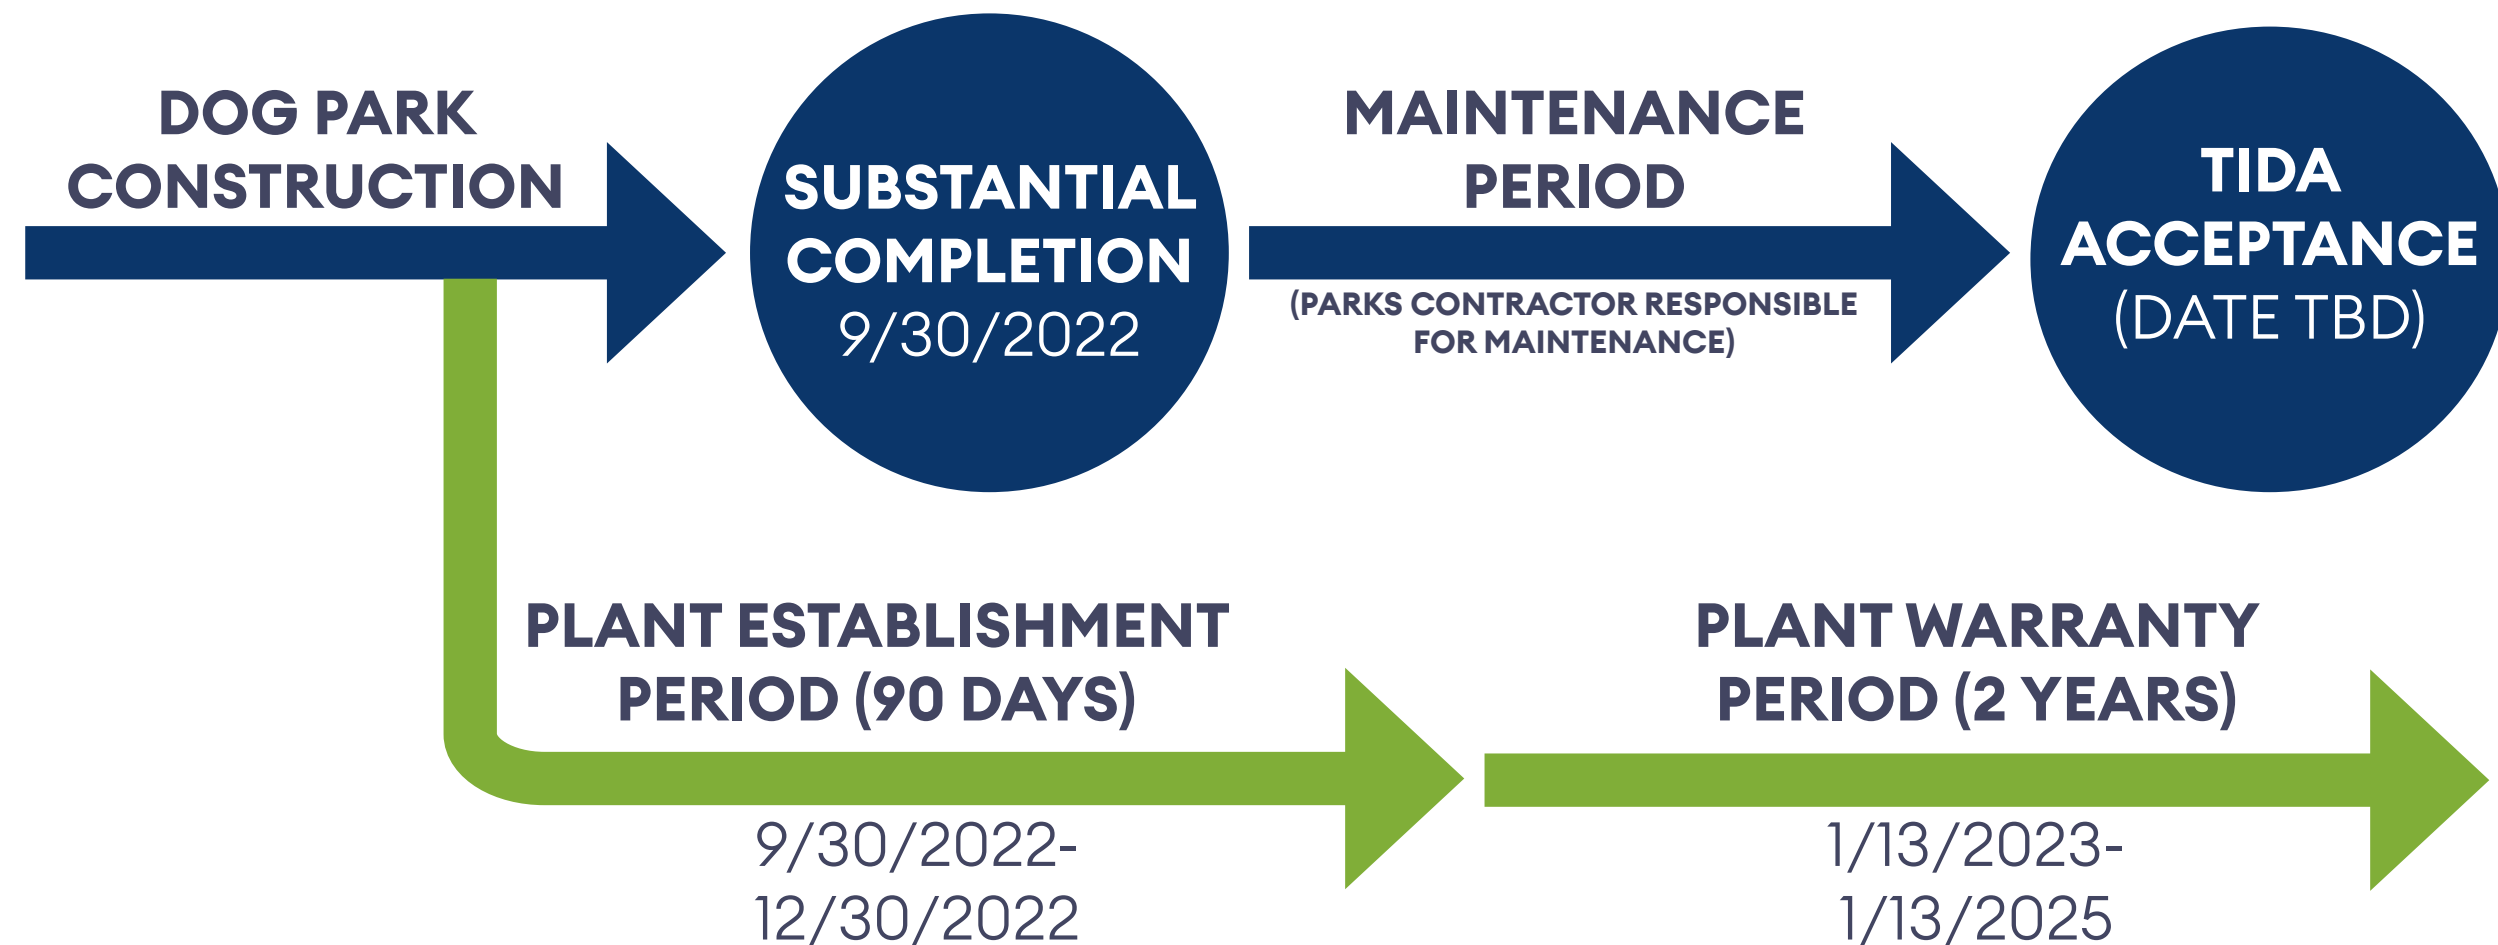 DOG PARK
CONSTRUCTION
SUBSTANTIAL
COMPLETION
9/30/2022
MAINTENANCE
PERIOD
(PARKS CONTRACTOR RESPONSIBLE
FOR MAINTENANCE)
TIDA
ACCEPTANCE
(DATE TBD)
PLANT ESTABLISHMENT
PERIOD (90 DAYS)
9/30/2022-
12/30/2022
PLANT WARRANTY
PERIOD (2 YEARS)
1/13/2023-
1/13/2025